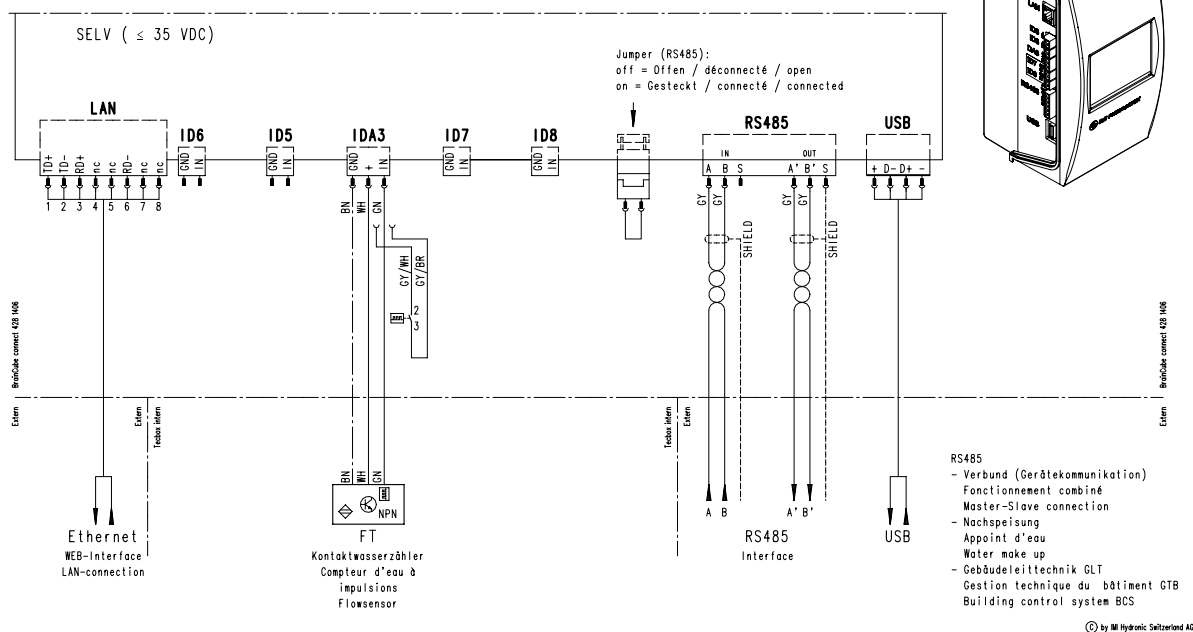 SELV ( ≤ 35 VDC)
Jumper (RS485):
off = Offen / déconnecté / open
on = Gesteckt / connecté / connected
LAN
ID6
ID5
IDA3
ID7
ID8
RS485
USB
TD+ TD- RD+ nc nc RD- nc nc
GND IN
GND IN
GND + IN
GND IN
GND IN
IN OUT
A B S A' B' S
+ D- D+ -
1 2 3 4 5 6 7 8
BN WH GN
GY GY GY GY
SHIELD
SHIELD
GY/WH
GY/BR
2
3
BrainCube connect 428 1406
Extern
Extern
Tecbox intern
Tecbox intern
Extern
BrainCube connect 428 1406
Extern
BN WH GN
NPN
A B A' B'
Ethernet
WEB-Interface
LAN-connection
FT
Kontaktwasserzähler
Compteur d'eau à
impulsions
Flowsensor
RS485
Interface
USB
RS485
- Verbund (Gerätekommunikation)
Fonctionnement combiné
Master-Slave connection
- Nachspeisung
Appoint d'eau
Water make up
- Gebäudeleittechnik GLT
Gestion technique du bâtiment GTB
Building control system BCS
© by IMI Hydronic Switzerland AG
LAN
RS485
USB